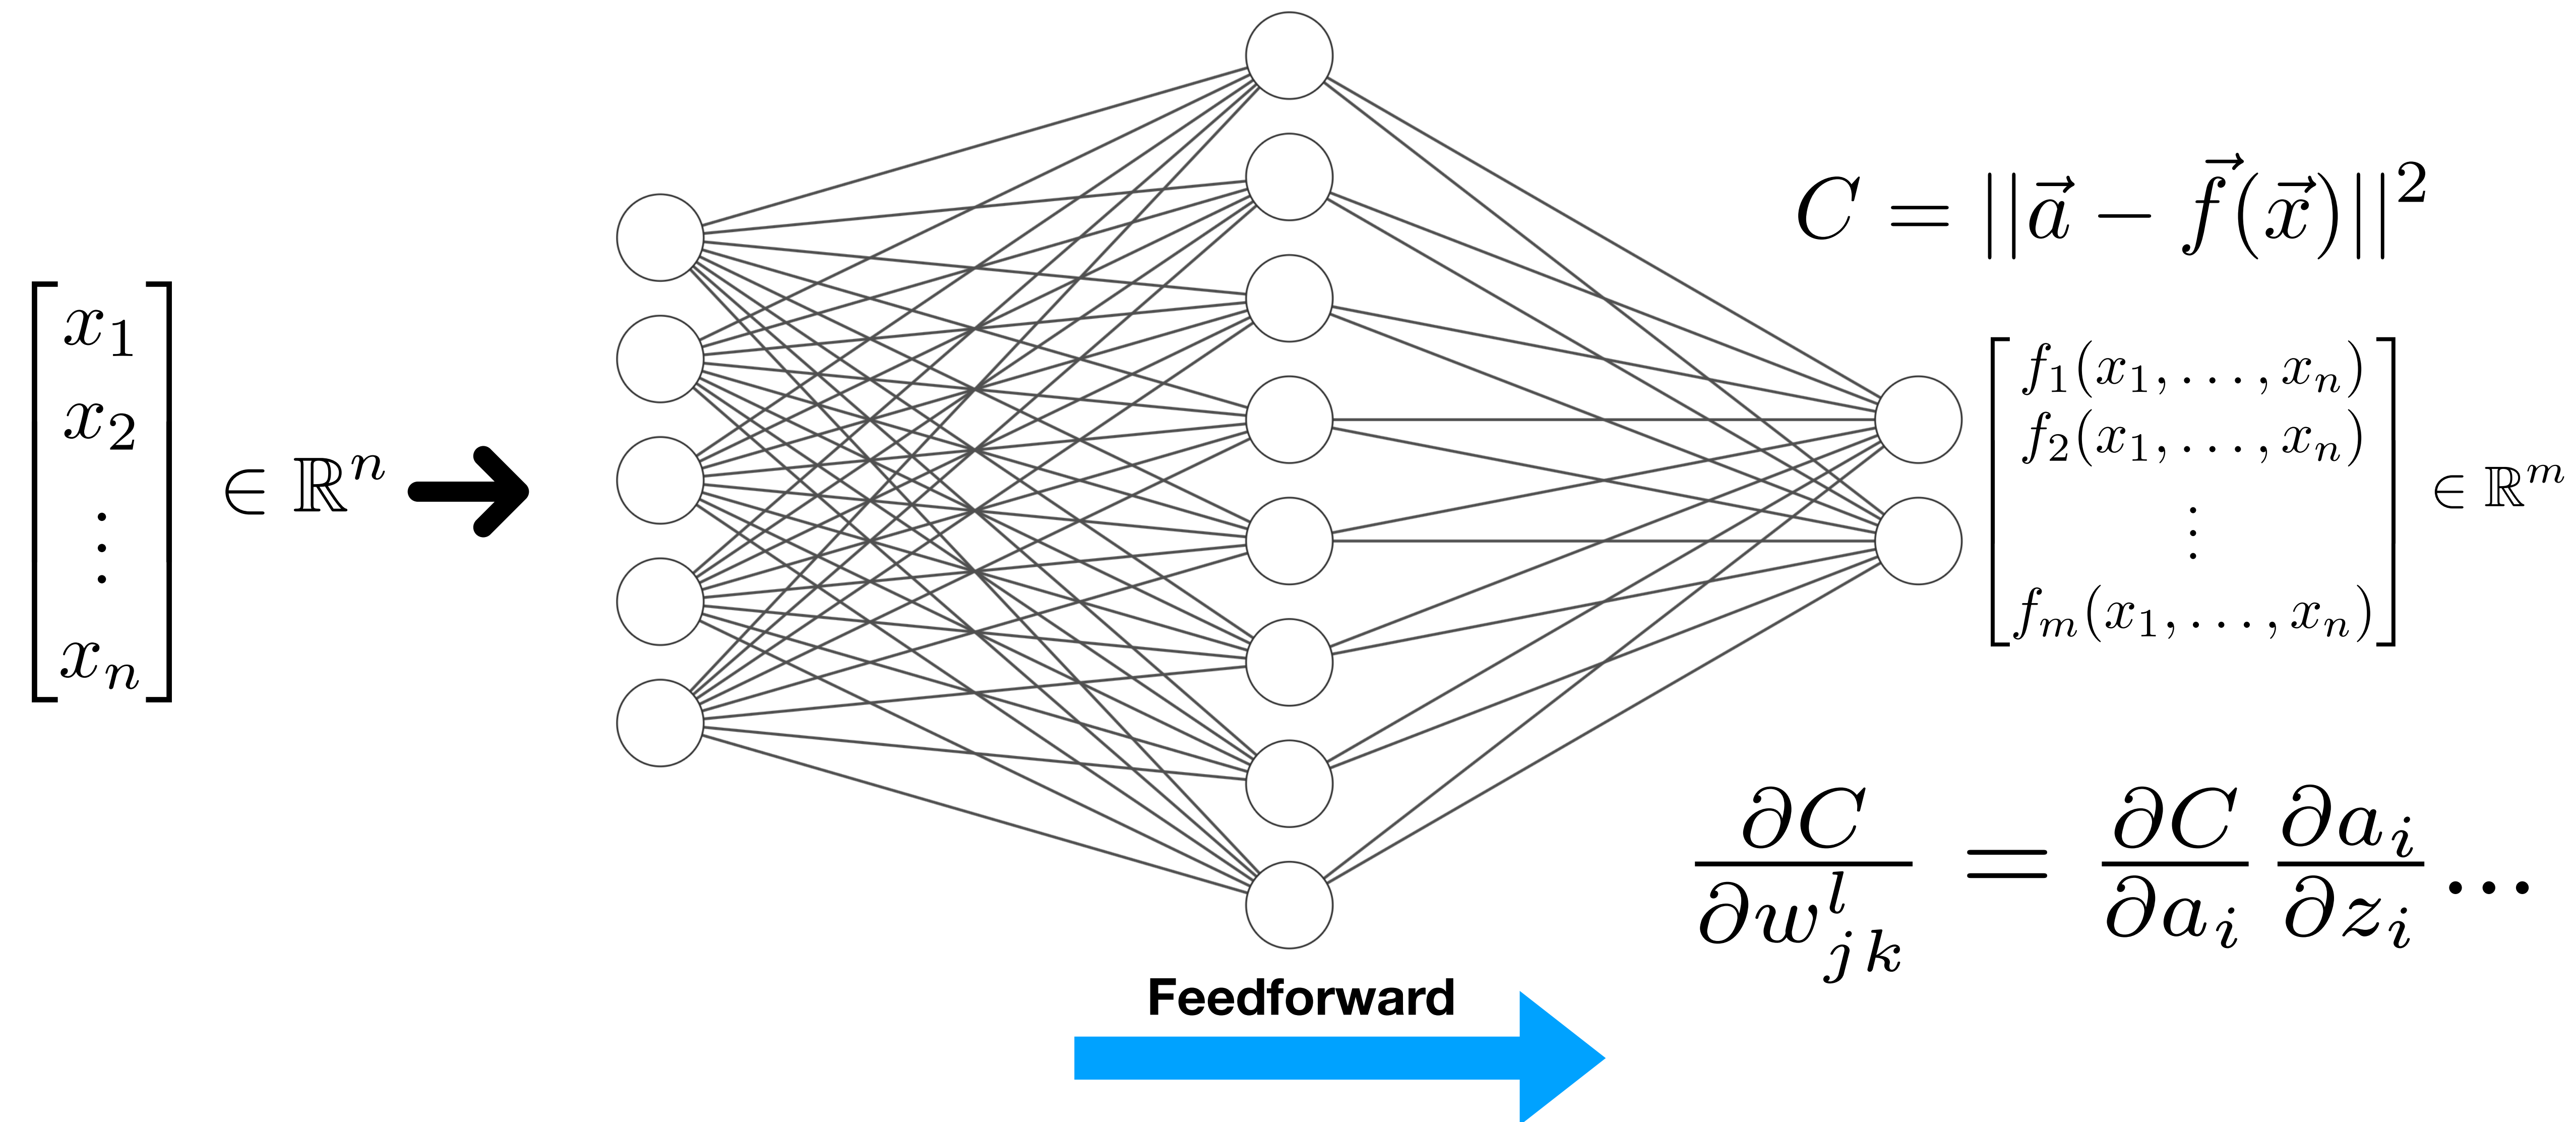 [x₁ x₂ ⋮ xₙ] ∈ ℝⁿ
C = ||a⃗ − f⃗(x⃗)||²
f₁(x₁, . . . , xₙ)
f₂(x₁, . . . , xₙ)
⋮
fₘ(x₁, . . . , xₙ)
∈ ℝᵐ
∂C/∂wˡⱼₖ = ∂C/∂aᵢ ∂aᵢ/∂zᵢ ...
Feedforward